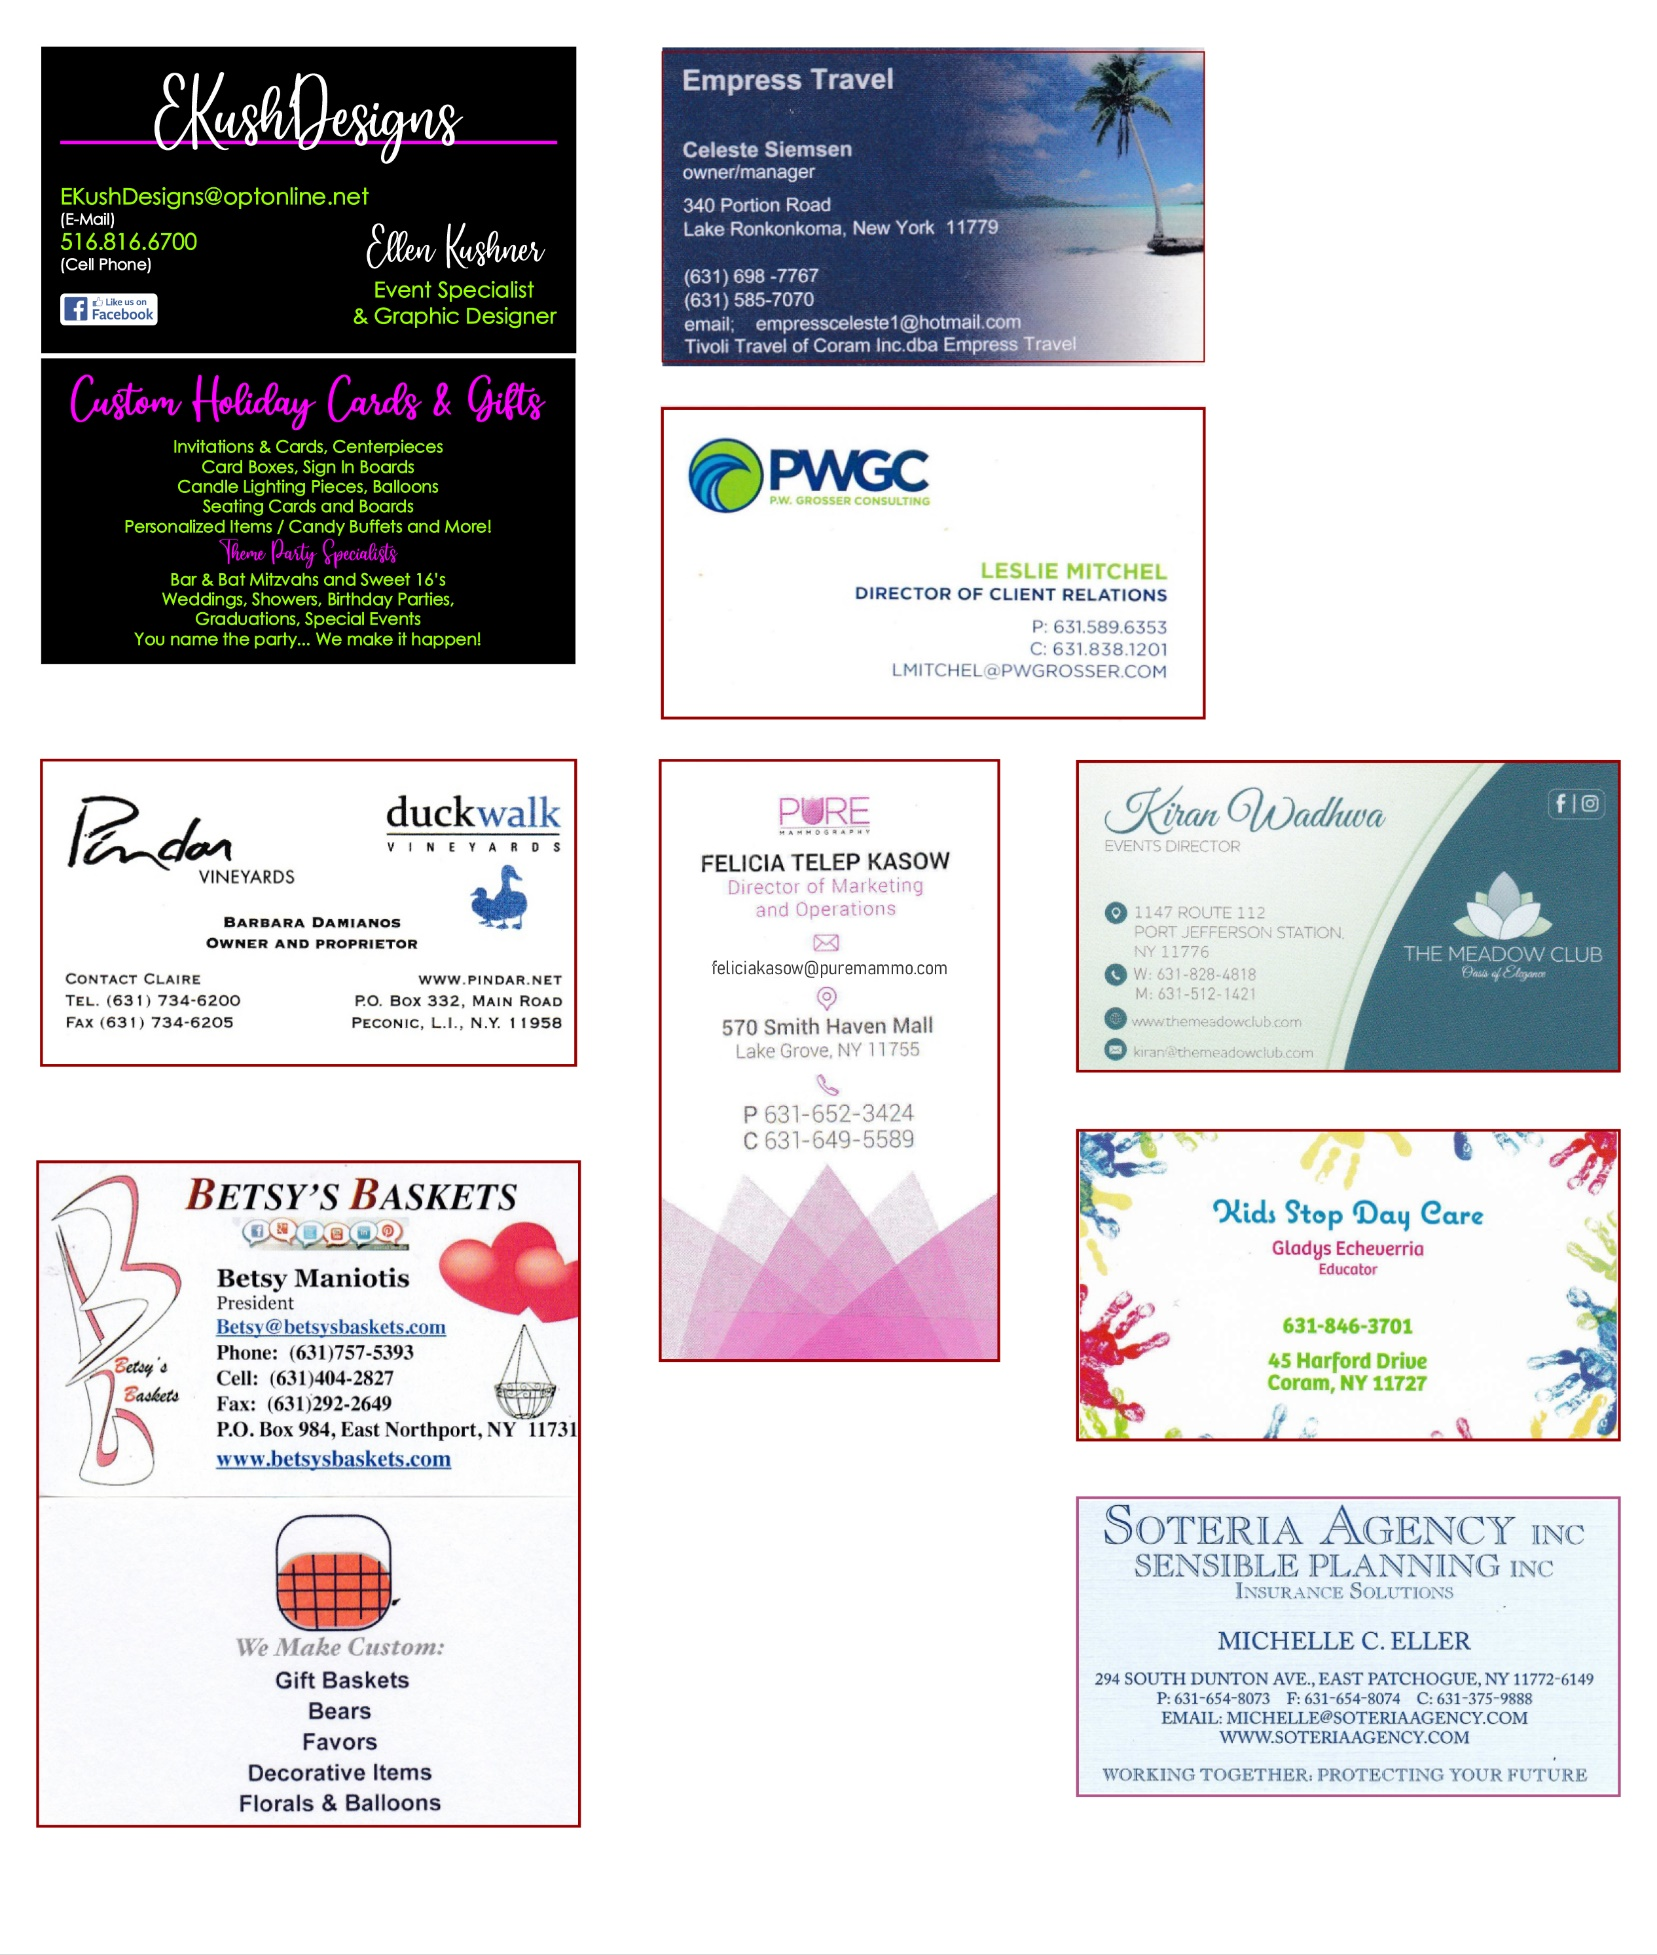 EKushDesigns
EKushDesigns@optonline.net
(E-Mail)
516.816.6700
(Cell Phone)
Ellen Kushner
Event Specialist
& Graphic Designer
Like us on
Facebook
Custom Holiday Cards & Gifts
Invitations & Cards, Centerpieces
Card Boxes, Sign In Boards
Candle Lighting Pieces, Balloons
Seating Cards and Boards
Personalized Items / Candy Buffets and More!
Theme Party Specialists
Bar & Bat Mitzvahs and Sweet 16's
Weddings, Showers, Birthday Parties,
Graduations, Special Events
You name the party... We make it happen!
Empress Travel
Celeste Siemsen
owner/manager
340 Portion Road
Lake Ronkonkoma, New York 11779
(631) 698 -7767
(631) 585-7070
email; empressceleste1@hotmail.com
Tivoli Travel of Coram Inc.dba Empress Travel
PWGC
P.W. GROSSER CONSULTING
LESLIE MITCHEL
DIRECTOR OF CLIENT RELATIONS
P: 631.589.6353
C: 631.838.1201
LMITCHEL@PWGROSSER.COM
Pindar
VINEYARDS
duckwalk
VINEYARDS
BARBARA DAMIANOS
OWNER AND PROPRIETOR
CONTACT CLAIRE
TEL. (631) 734-6200
FAX (631) 734-6205
WWW.PINDAR.NET
P.O. BOX 332, MAIN ROAD
PECONIC, L.I., N.Y. 11958
PURE
MAMMOGRAPHY
FELICIA TELEP KASOW
Director of Marketing
and Operations
feliciakasow@puremammo.com
570 Smith Haven Mall
Lake Grove, NY 11755
P 631-652-3424
C 631-649-5589
Kiran Wadhwa
EVENTS DIRECTOR
1147 ROUTE 112
PORT JEFFERSON STATION,
NY 11776
W: 631-828-4818
M: 631-512-1421
www.themeadowclub.com
kiran@themeadowclub.com
THE MEADOW CLUB
Oasis of Elegance
BETSY'S BASKETS
Betsy Maniotis
President
Betsy@betsysbaskets.com
Phone: (631)757-5393
Cell: (631)404-2827
Fax: (631)292-2649
P.O. Box 984, East Northport, NY 11731
www.betsysbaskets.com
Betsy's
Baskets
We Make Custom:
Gift Baskets
Bears
Favors
Decorative Items
Florals & Balloons
Kids Stop Day Care
Gladys Echeverria
Educator
631-846-3701
45 Harford Drive
Coram, NY 11727
SOTERIA AGENCY INC
SENSIBLE PLANNING INC
INSURANCE SOLUTIONS
MICHELLE C. ELLER
294 SOUTH DUNTON AVE., EAST PATCHOGUE, NY 11772-6149
P: 631-654-8073 F: 631-654-8074 C: 631-375-9888
EMAIL: MICHELLE@SOTERIAAGENCY.COM
WWW.SOTERIAAGENCY.COM
WORKING TOGETHER: PROTECTING YOUR FUTURE